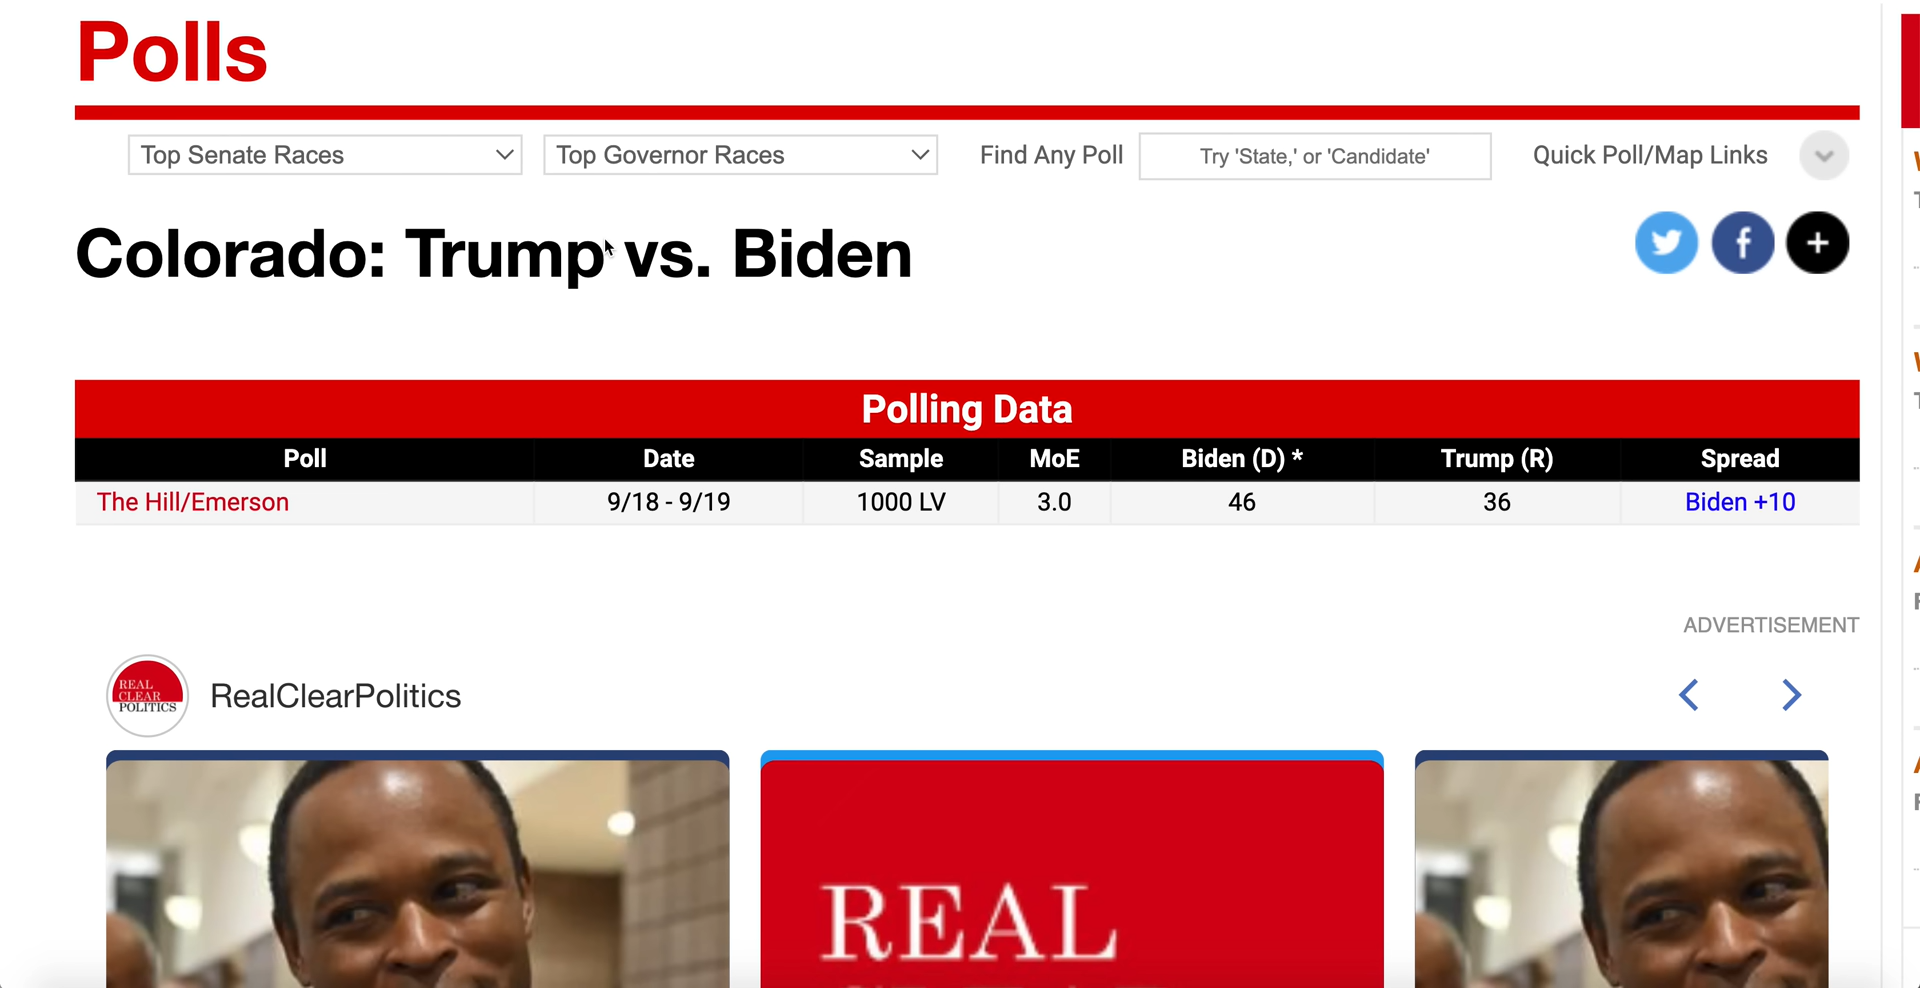 Polls
Top Senate Races
Top Governor Races
Find Any Poll
Try 'State,' or 'Candidate'
Quick Poll/Map Links
Colorado: Trump vs. Biden
Polling Data
Poll Date Sample MoE Biden (D) * Trump (R) Spread
The Hill/Emerson 9/18 - 9/19 1000 LV 3.0 46 36 Biden +10
ADVERTISEMENT
REAL
CLEAR
POLITICS
RealClearPolitics
REAL